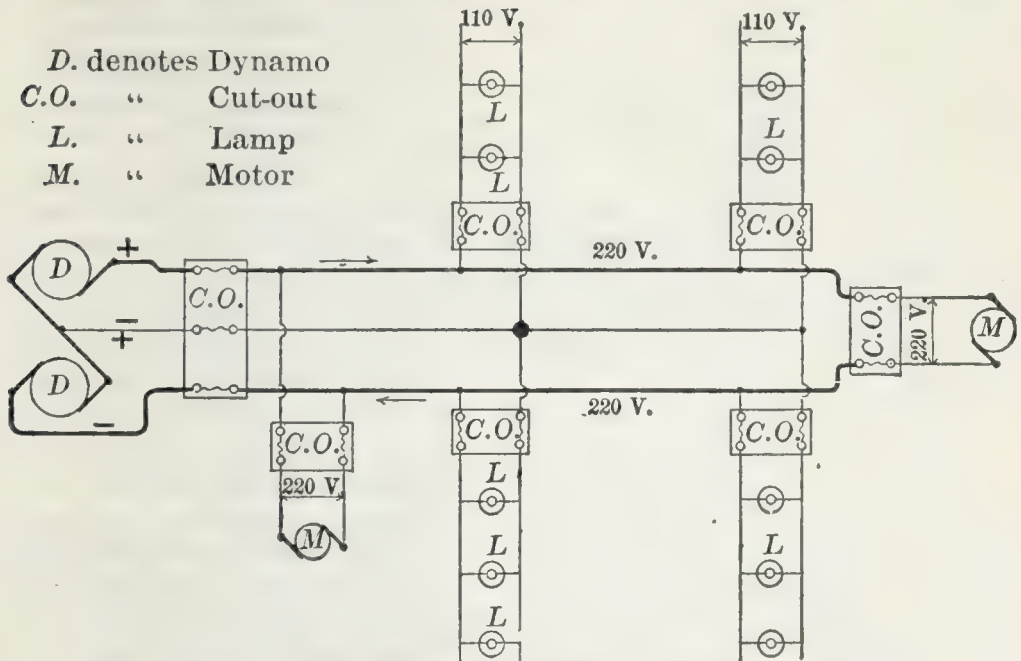 110 V.
110 V.
D. denotes Dynamo
C.O. “ Cut-out
L. “ Lamp
M. “ Motor
L
L
L
C.O.
C.O.
D
+
C.O.
220 V.
−
+
C.O.
220 V.
M
D
−
220 V.
C.O.
220 V.
M
C.O.
C.O.
L
L
L
L